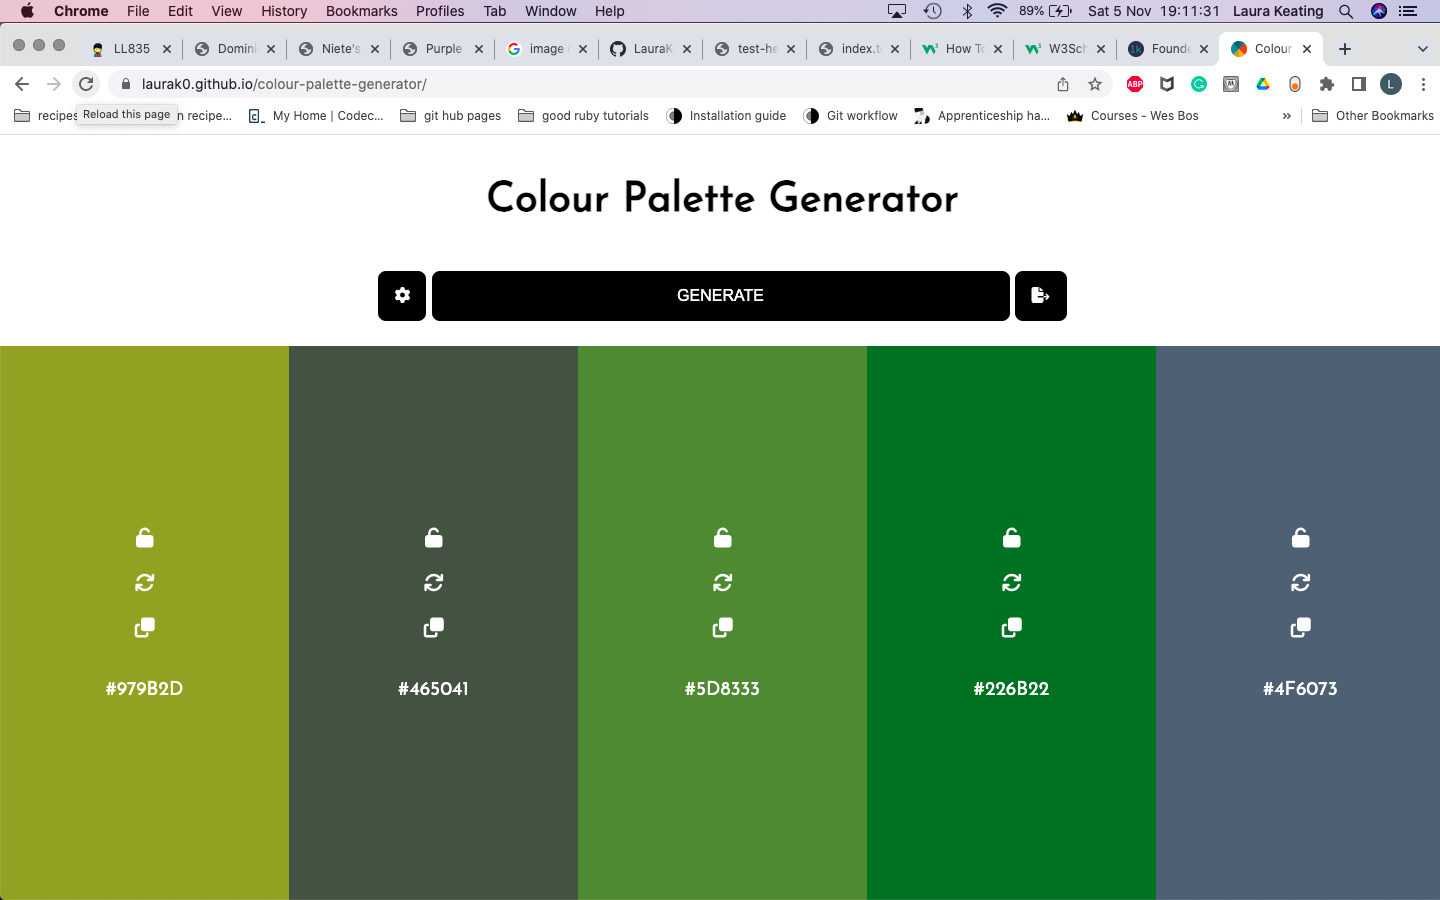 Chrome File Edit View History Bookmarks Profiles Tab Window Help 89% Sat 5 Nov 19:11:31 Laura Keating
LL835 Domini Niete's Purple image LauraK test-he index.t How To W3Sch Founde Colour
laurak0.github.io/colour-palette-generator/
ABP
L
recipes n recipe... My Home | Codec... git hub pages good ruby tutorials Installation guide Git workflow Apprenticeship ha... Courses - Wes Bos » Other Bookmarks
Reload this page
Colour Palette Generator
GENERATE
#979B2D #465041 #5D8333 #226B22 #4F6073